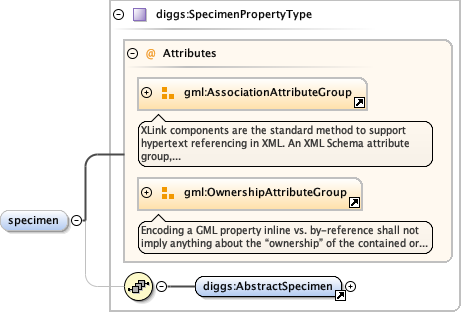 diggs:SpecimenPropertyType
@ Attributes
gml:AssociationAttributeGroup
XLink components are the standard method to support
hypertext referencing in XML. An XML Schema attribute
group,...
gml:OwnershipAttributeGroup
Encoding a GML property inline vs. by-reference shall not
imply anything about the “ownership” of the contained or...
specimen
diggs:AbstractSpecimen